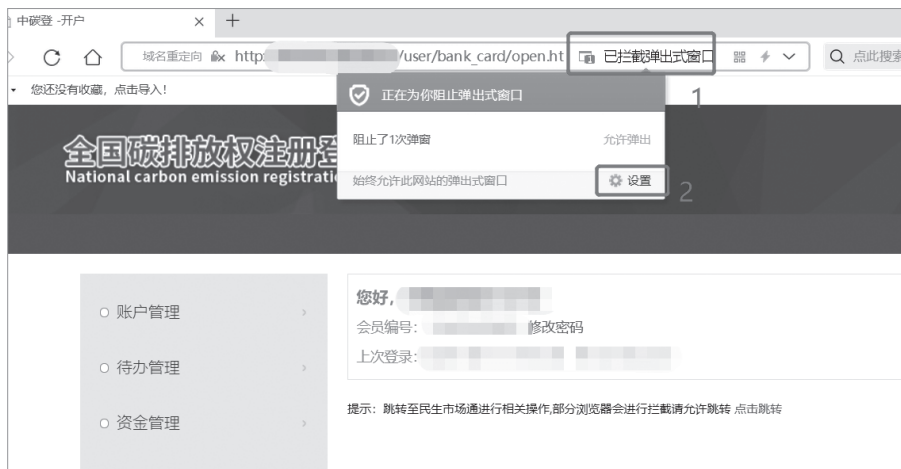 中碳登 -开户
域名重定向 http: /user/bank_card/open.ht 已拦截弹出式窗口 点此搜索
您还没有收藏，点击导入！
正在为你阻止弹出式窗口
1
阻止了1次弹窗 允许弹出
始终允许此网站的弹出式窗口 设置
2
全国碳排放权注册登
National carbon emission registrati
账户管理
待办管理
资金管理
您好,
会员编号： 修改密码
上次登录：
提示：跳转至民生市场通进行相关操作,部分浏览器会进行拦截请允许跳转 点击跳转